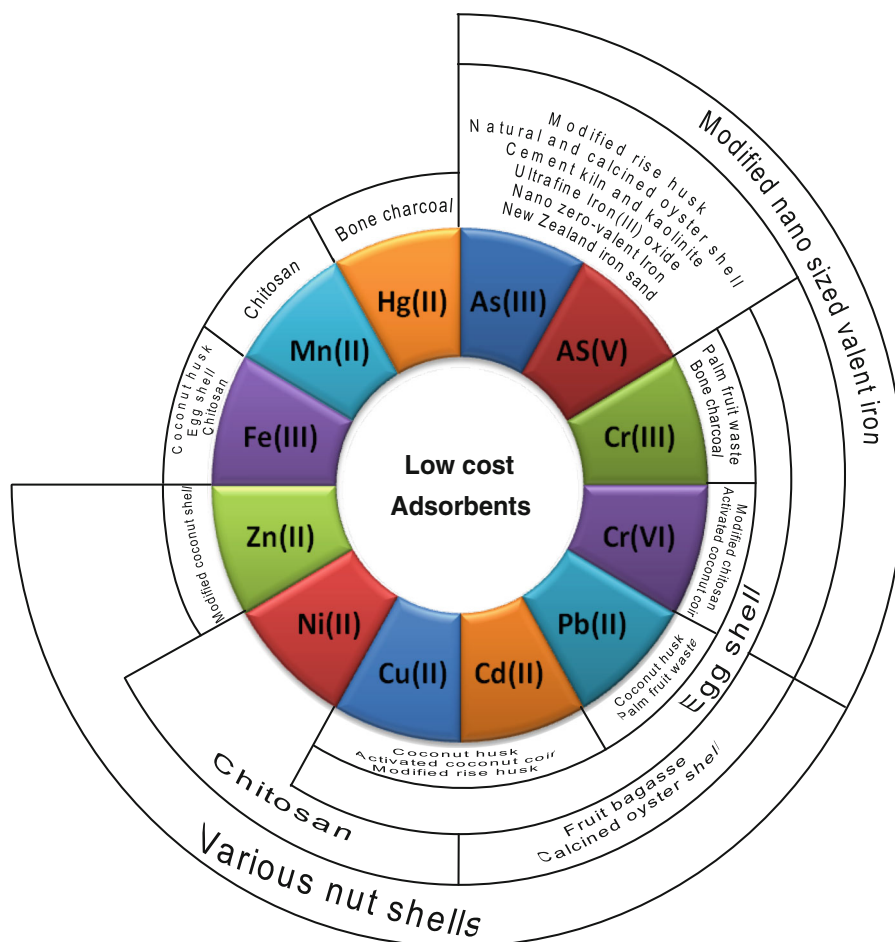 Low cost
Adsorbents
As(III)
AS(V)
Cr(III)
Cr(VI)
Pb(II)
Cd(II)
Cu(II)
Ni(II)
Zn(II)
Fe(III)
Mn(II)
Hg(II)
Modified rise husk
Natural and calcined oyster shell
Cement kiln and kaolinite
Ultrafine Iron(III) oxide
Nano zero-valent Iron
New Zealand iron sand
Modified nano sized valent iron
Palm fruit waste
Bone charcoal
Modified chitosan
Activated coconut coir
Coconut husk
Palm fruit waste
Egg shell
Fruit bagasse
Calcined oyster shel/
Coconut husk
Activated coconut coir
Modified rise husk
Chitosan
Various nut shells
Modified coconut shell
Coconut husk
Egg shell
Chitosan
Chitosan
Bone charcoal